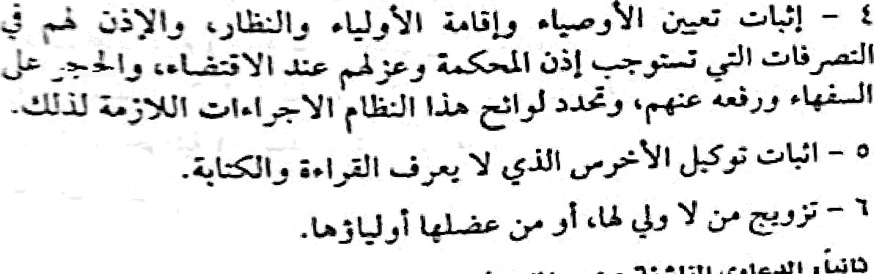 ٤ - إثبات تعيين الأوصياء وإقامة الأولياء والنظار، والإذن لهم في
التصرفات التي تستوجب إذن المحكمة وعزلهم عند الاقتضاء، والحجر على
السفهاء ورفعه عنهم، وتحدد لوائح هذا النظام الاجراءات اللازمة لذلك.
٥ - اثبات توكيل الأخرس الذي لا يعرف القراءة والكتابة.
٦ - تزويج من لا ولي لها، أو من عضلها أولياؤها.
ثانياً، الدعاوى الناشئة